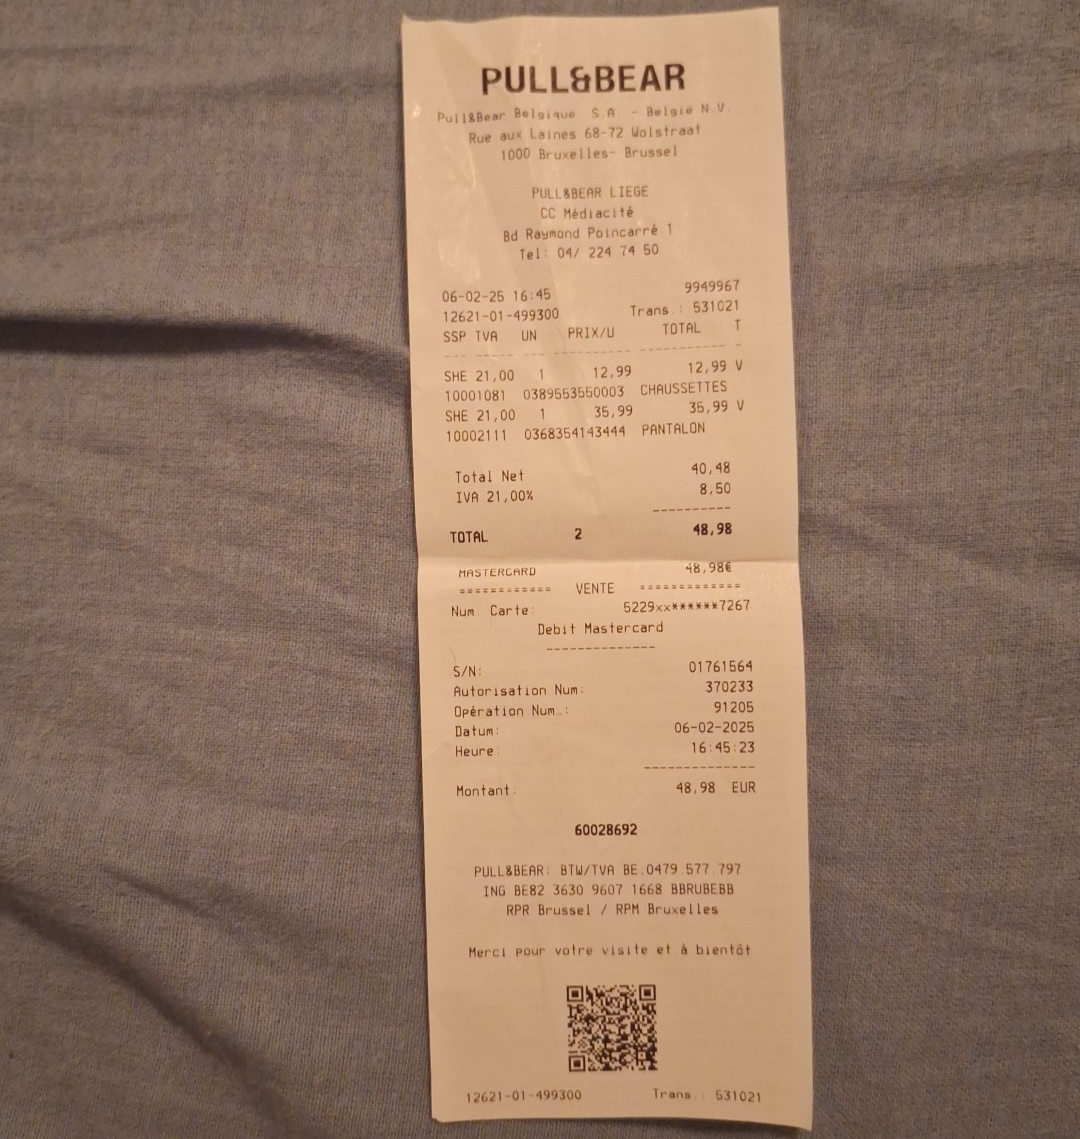 PULL&BEAR
Pull&Bear Belgique S.A. - België N.V.
Rue aux Laines 68-72 Wolstraat
1000 Bruxelles- Brussel
PULL&BEAR LIEGE
CC Médiacité
Bd Raymond Poincarré 1
Tel: 04/ 224 74 50
06-02-25 16:45 9949967
12621-01-499300 Trans.: 531021
SSP TVA UN PRIX/U TOTAL T
--- ----- --- ---------- ------------ -
SHE 21,00 1 12,99 12,99 V
10001081 0389553550003 CHAUSSETTES
SHE 21,00 1 35,99 35,99 V
10002111 0368354143444 PANTALON
Total Net 40,48
IVA 21,00% 8,50
----------
TOTAL 2 48,98
MASTERCARD 48,98€
============ VENTE =============
Num Carte: 5229xx******7267
Debit Mastercard
--------------
S/N: 01761564
Autorisation Num: 370233
Opération Num.: 91205
Datum: 06-02-2025
Heure: 16:45:23
--------------
Montant: 48,98 EUR
60028692
PULL&BEAR: BTW/TVA BE.0479 577.797
ING BE82 3630 9607 1668 BBRUBEBB
RPR Brussel / RPM Bruxelles
Merci pour votre visite et à bientôt
12621-01-499300 Trans.: 531021